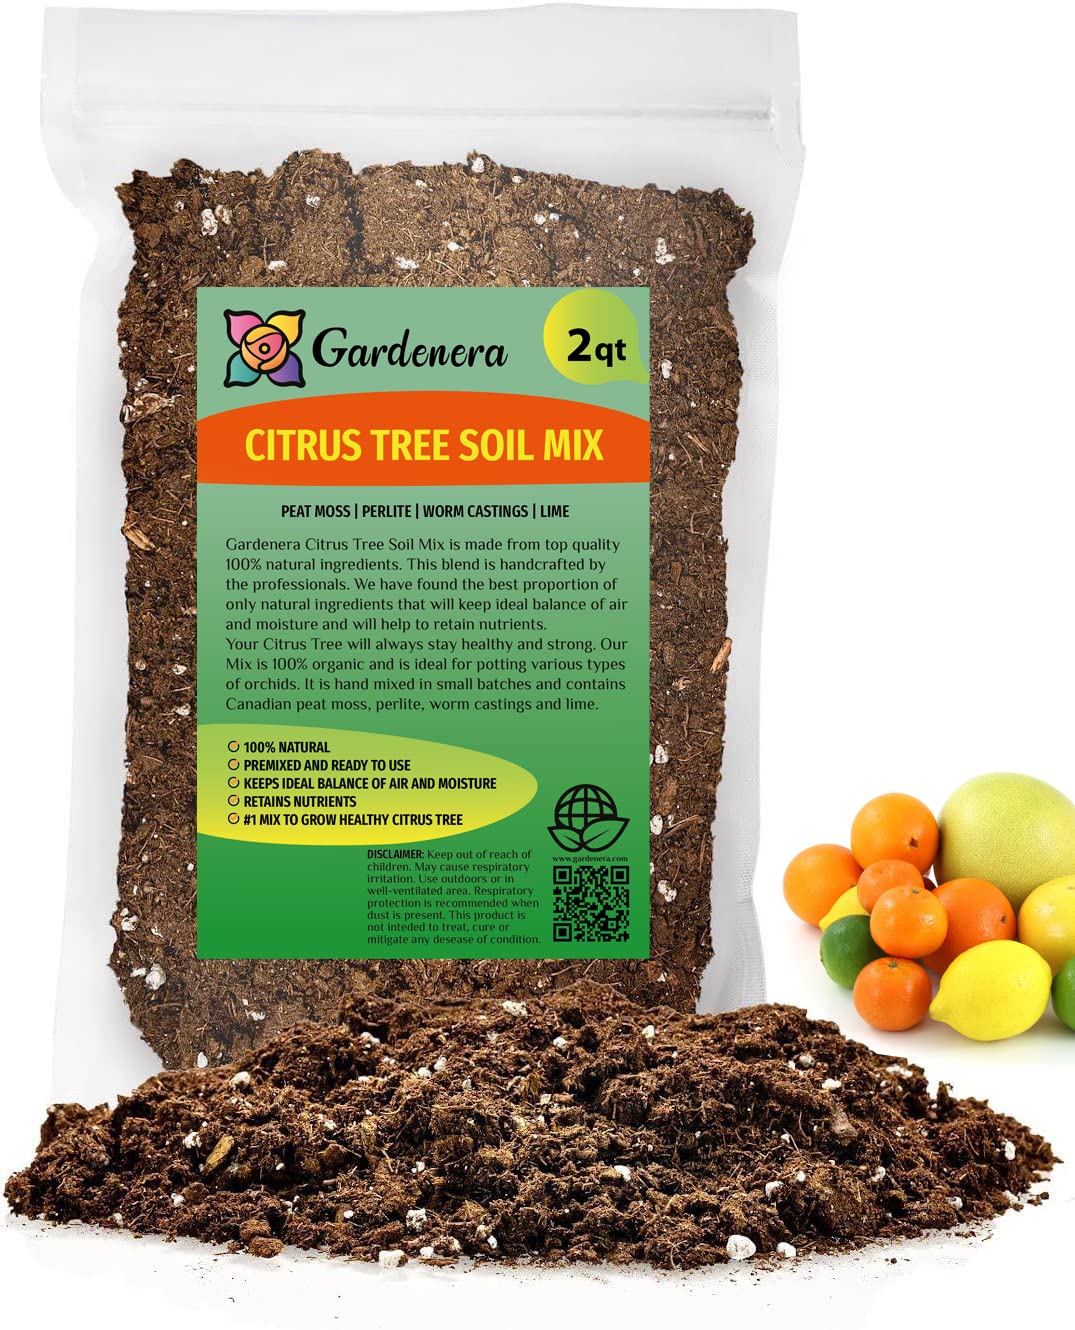 Gardenera
2qt
CITRUS TREE SOIL MIX
PEAT MOSS | PERLITE | WORM CASTINGS | LIME
Gardenera Citrus Tree Soil Mix is made from top quality
100% natural ingredients. This blend is handcrafted by
the professionals. We have found the best proportion of
only natural ingredients that will keep ideal balance of air
and moisture and will help to retain nutrients.
Your Citrus Tree will always stay healthy and strong. Our
Mix is 100% organic and is ideal for potting various types
of orchids. It is hand mixed in small batches and contains
Canadian peat moss, perlite, worm castings and lime.
100% NATURAL
PREMIXED AND READY TO USE
KEEPS IDEAL BALANCE OF AIR AND MOISTURE
RETAINS NUTRIENTS
#1 MIX TO GROW HEALTHY CITRUS TREE
DISCLAIMER: Keep out of reach of
children. May cause respiratory
irritation. Use outdoors or in
well-ventilated area. Respiratory
protection is recommended when
dust is present. This product is
not inteded to treat, cure or
mitigate any desease of condition.
www.gardenera.com